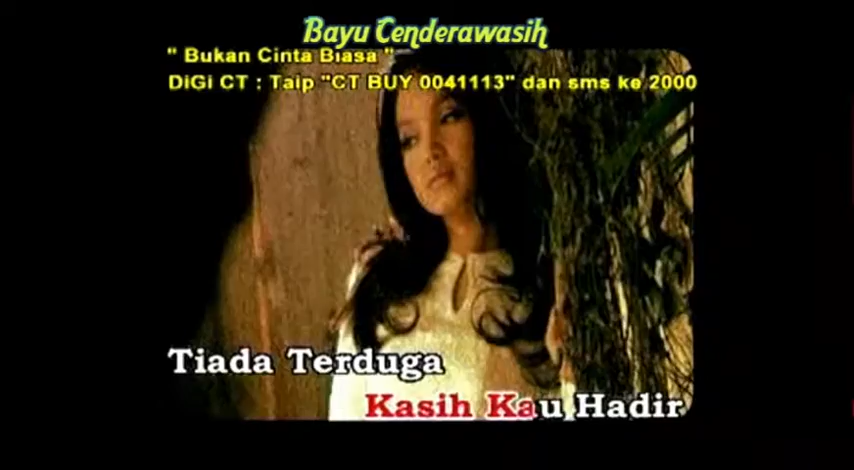 Bayu Cenderawasih
" Bukan Cinta Biasa "
DiGi CT : Taip "CT BUY 0041113" dan sms ke 2000
Tiada Terduga
Kasih Kau Hadir